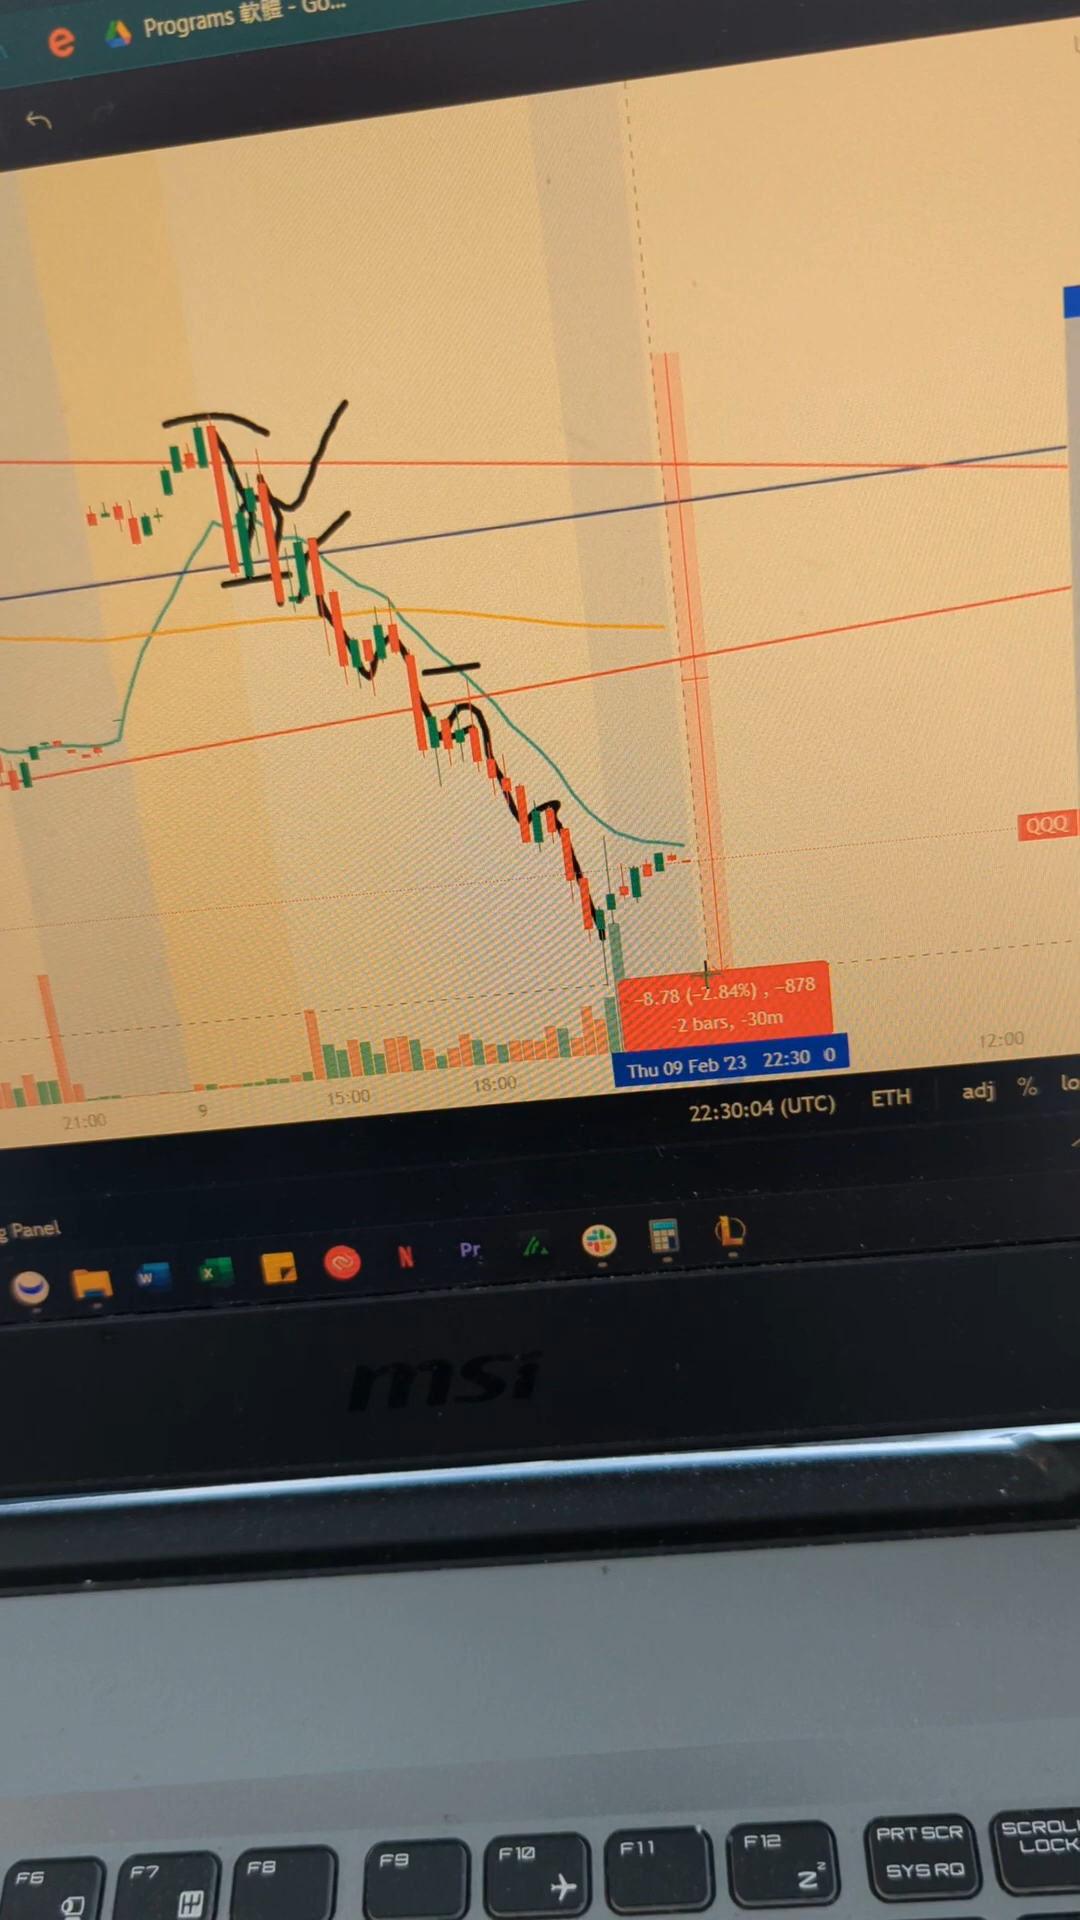 Programs 軟體 - Go...
QQQ
-8.78 (-2.84%) , -878
-2 bars, -30m
Thu 09 Feb '23 22:30 0
12:00
21:00
9
15:00
18:00
22:30:04 (UTC)
ETH
adj
%
lo
g Panel
W
X
N
Pr
msi
F6
F7
F8
F9
F10
F11
F12
zz
PRT SCR
SYS RQ
SCROLL
LOCK